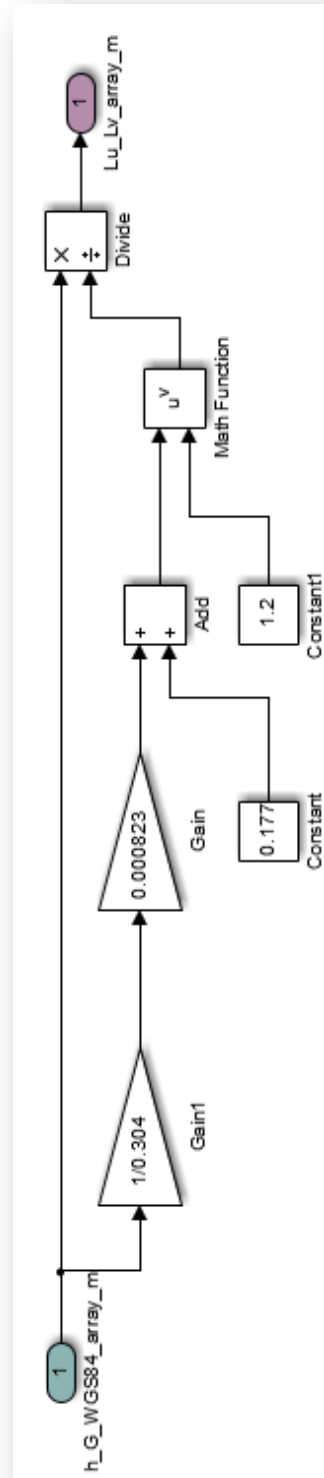 1
h_G_WGS84_array_m
1/0.304
Gain1
0.000823
Gain
0.177
Constant
+
+
Add
1.2
Constant1
u^v
Math Function
×
÷
Divide
1
Lu_Lv_array_m